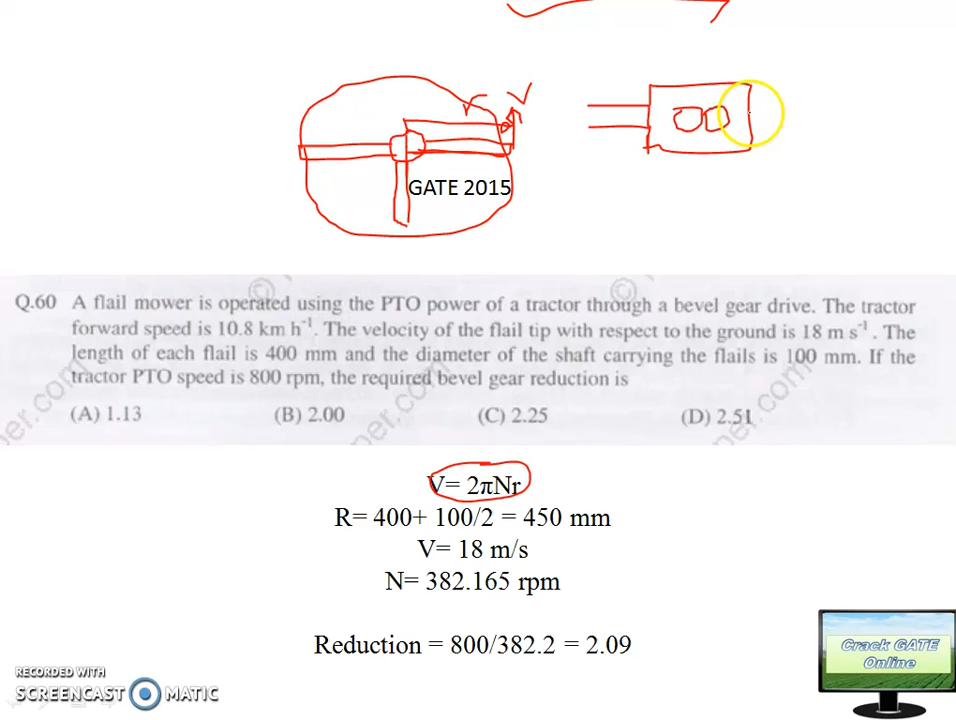 r
V
GATE 2015
Q.60 A flail mower is operated using the PTO power of a tractor through a bevel gear drive. The tractor
forward speed is 10.8 km h⁻¹. The velocity of the flail tip with respect to the ground is 18 m s⁻¹. The
length of each flail is 400 mm and the diameter of the shaft carrying the flails is 100 mm. If the
tractor PTO speed is 800 rpm, the required bevel gear reduction is
(A) 1.13 (B) 2.00 (C) 2.25 (D) 2.51
V= 2πNr
R= 400+ 100/2 = 450 mm
V= 18 m/s
N= 382.165 rpm
Reduction = 800/382.2 = 2.09
Crack GATE
Online
RECORDED WITH
SCREENCAST MATIC